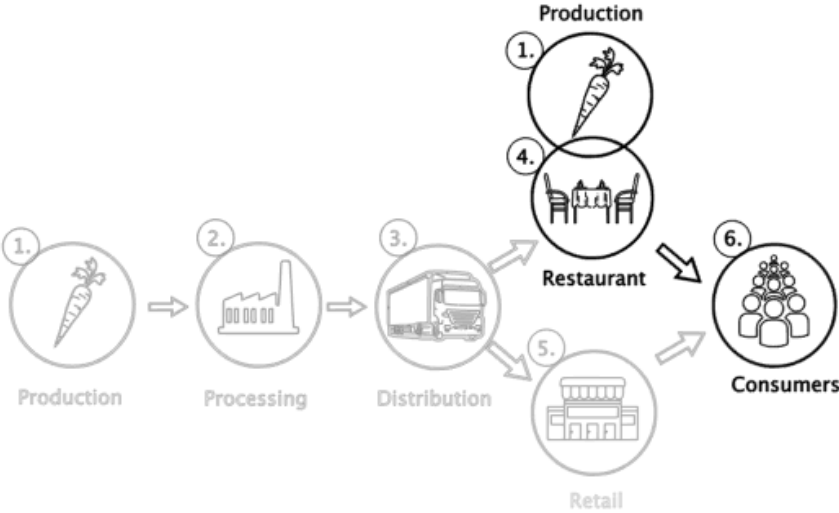 Production
1.
4.
Restaurant
6.
Consumers
1.
Production
2.
Processing
3.
Distribution
5.
Retail